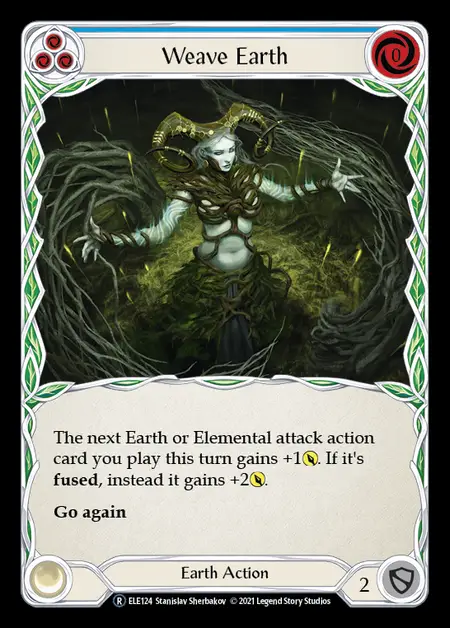 Weave Earth
0
The next Earth or Elemental attack action
card you play this turn gains +1. If it's
fused, instead it gains +2.
Go again
Earth Action
2
R ELE124 Stanislav Sherbakov © 2021 Legend Story Studios